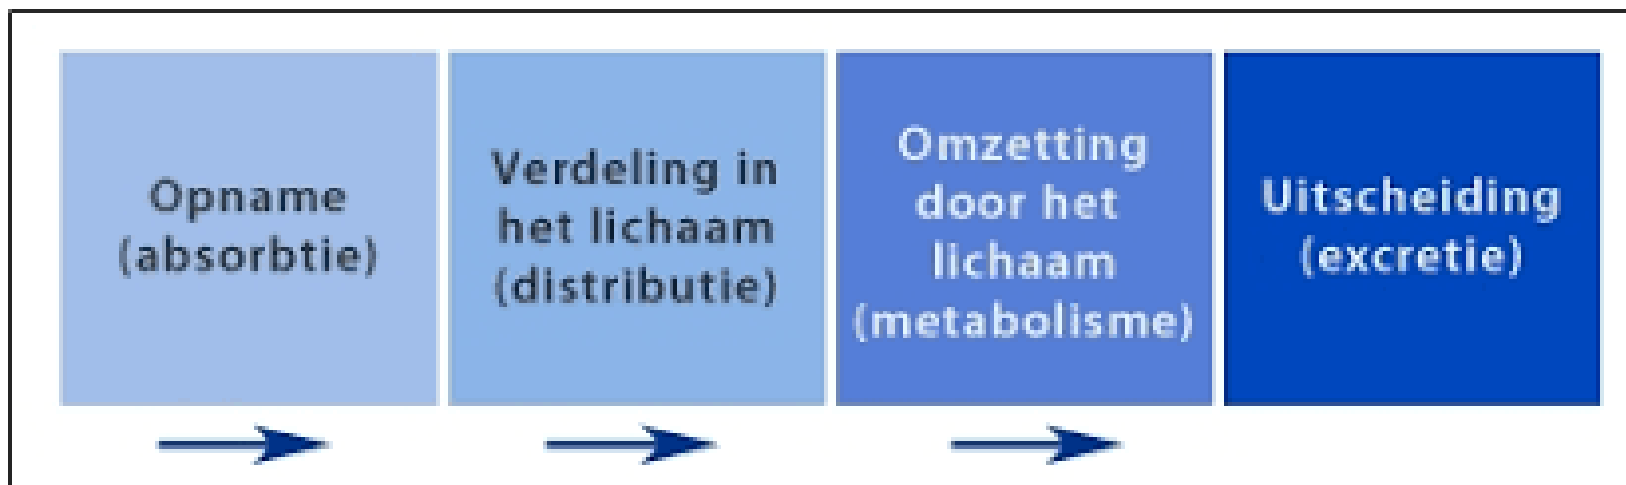 Opname
(absorbtie)
Verdeling in
het lichaam
(distributie)
Omzetting
door het
lichaam
(metabolisme)
Uitscheiding
(excretie)